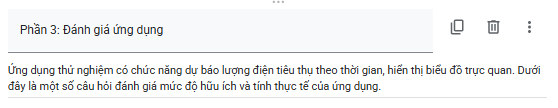 Phần 3: Đánh giá ứng dụng
Ứng dụng thử nghiệm có chức năng dự báo lượng điện tiêu thụ theo thời gian, hiển thị biểu đồ trực quan. Dưới
đây là một số câu hỏi đánh giá mức độ hữu ích và tính thực tế của ứng dụng.